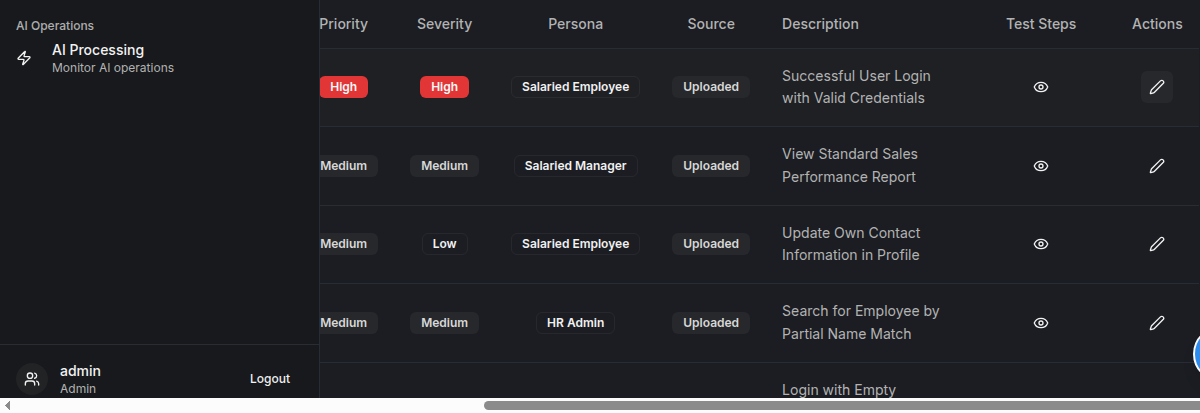 AI Operations
AI Processing
Monitor AI operations
admin
Admin
Logout
Priority Severity Persona Source Description Test Steps Actions
High High Salaried Employee Uploaded Successful User Login
with Valid Credentials
Medium Medium Salaried Manager Uploaded View Standard Sales
Performance Report
Medium Low Salaried Employee Uploaded Update Own Contact
Information in Profile
Medium Medium HR Admin Uploaded Search for Employee by
Partial Name Match
Login with Empty